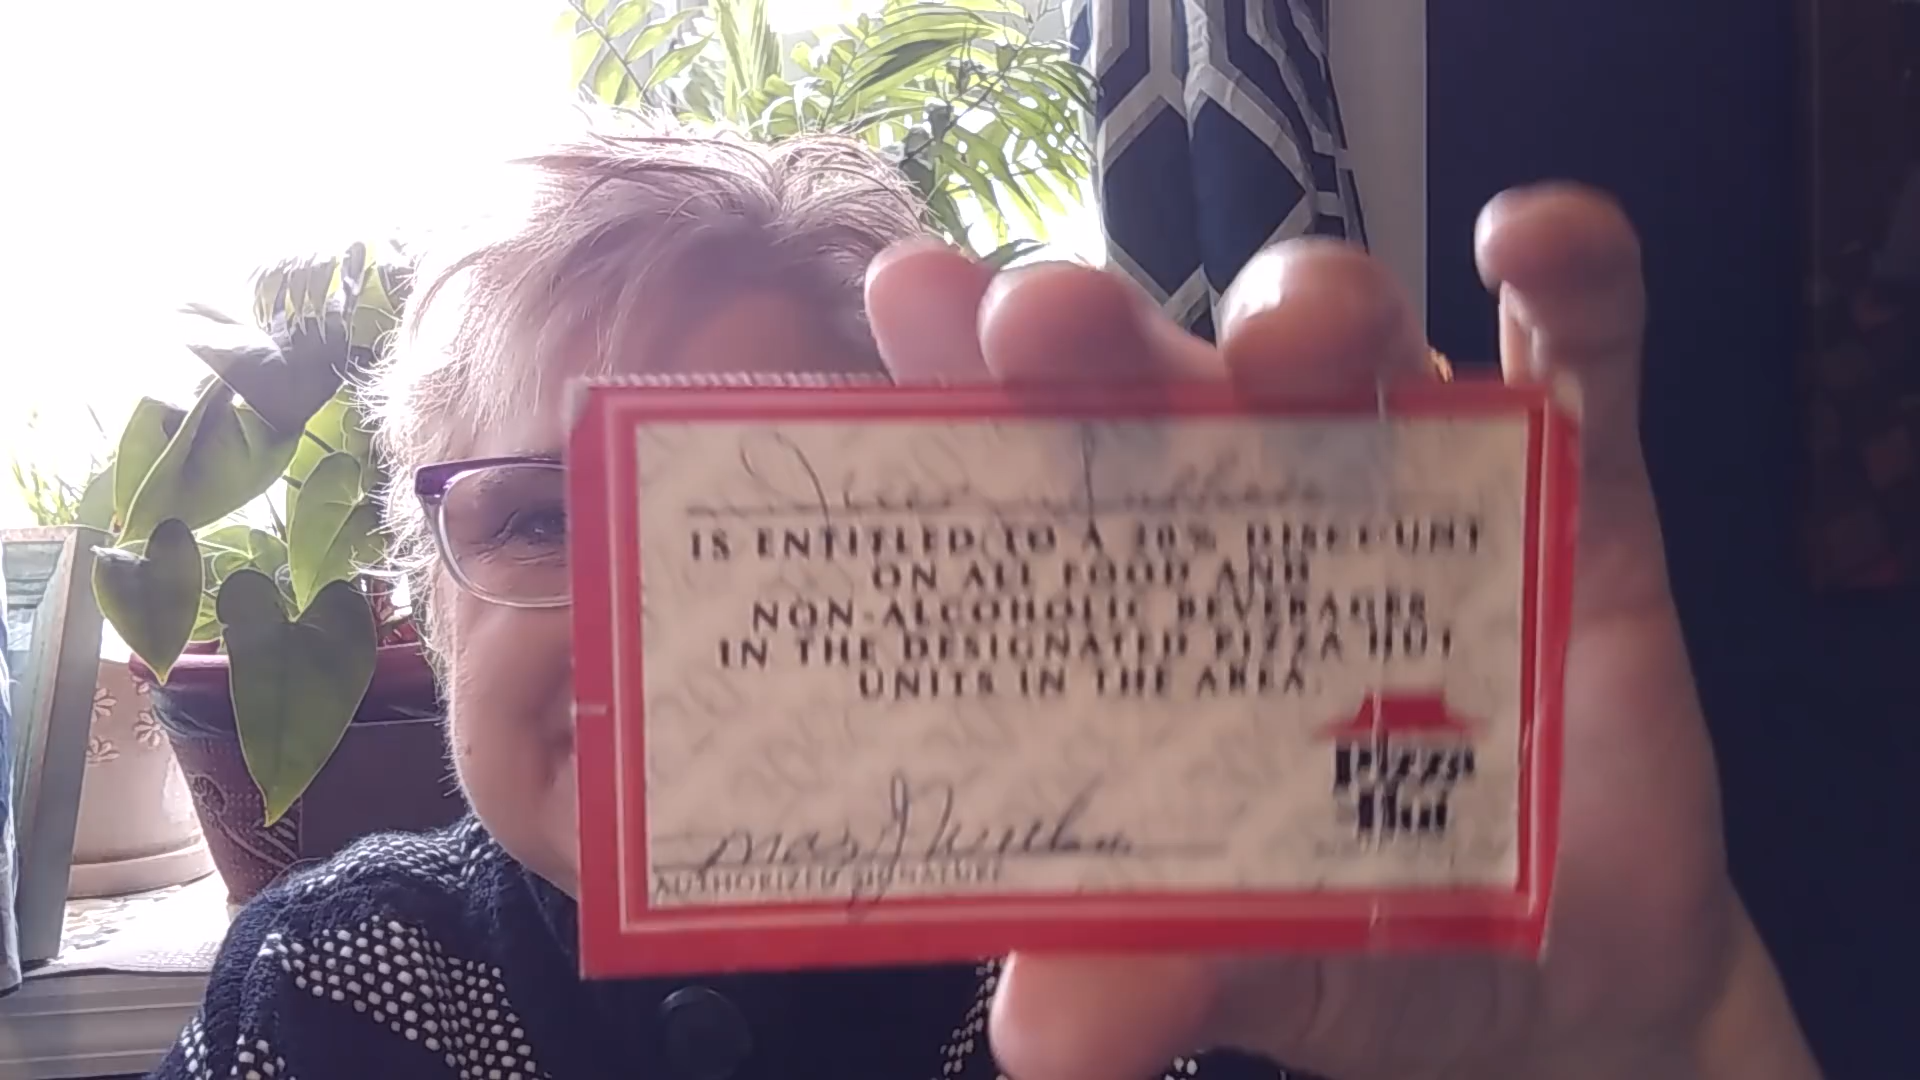 IS ENTITLED TO A 20% DISCOUNT
ON ALL FOOD AND
NON-ALCOHOLIC BEVERAGES
IN THE DESIGNATED PIZZA HUT
UNITS IN THE AREA.
Pizza
Hut
AUTHORIZED SIGNATURE